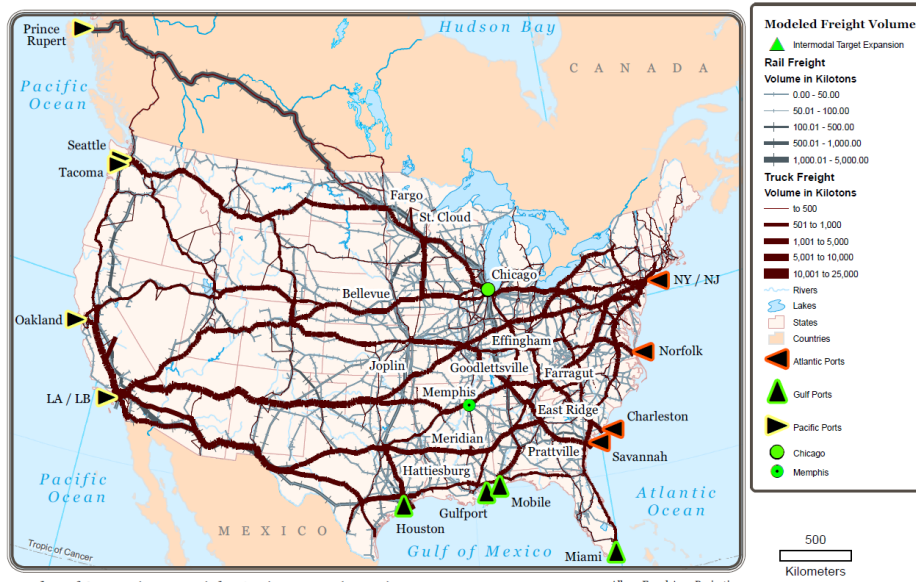 Hudson Bay
Prince
Rupert
CANADA
Pacific
Ocean
Seattle
Tacoma
Fargo
St. Cloud
Chicago
NY / NJ
Bellevue
Oakland
Effingham
Norfolk
Joplin
Goodlettsville
Farragut
LA / LB
Memphis
East Ridge
Charleston
Meridian
Prattville
Savannah
Hattiesburg
Pacific
Ocean
Atlantic
Ocean
Mobile
Gulfport
Houston
MEXICO
Gulf of Mexico
Miami
Tropic of Cancer
Modeled Freight Volume
Intermodal Target Expansion
Rail Freight
Volume in Kilotons
0.00 - 50.00
50.01 - 100.00
100.01 - 500.00
500.01 - 1,000.00
1,000.01 - 5,000.00
Truck Freight
Volume in Kilotons
to 500
501 to 1,000
1,001 to 5,000
5,001 to 10,000
10,001 to 25,000
Rivers
Lakes
States
Countries
Atlantic Ports
Gulf Ports
Pacific Ports
Chicago
Memphis
500
Kilometers